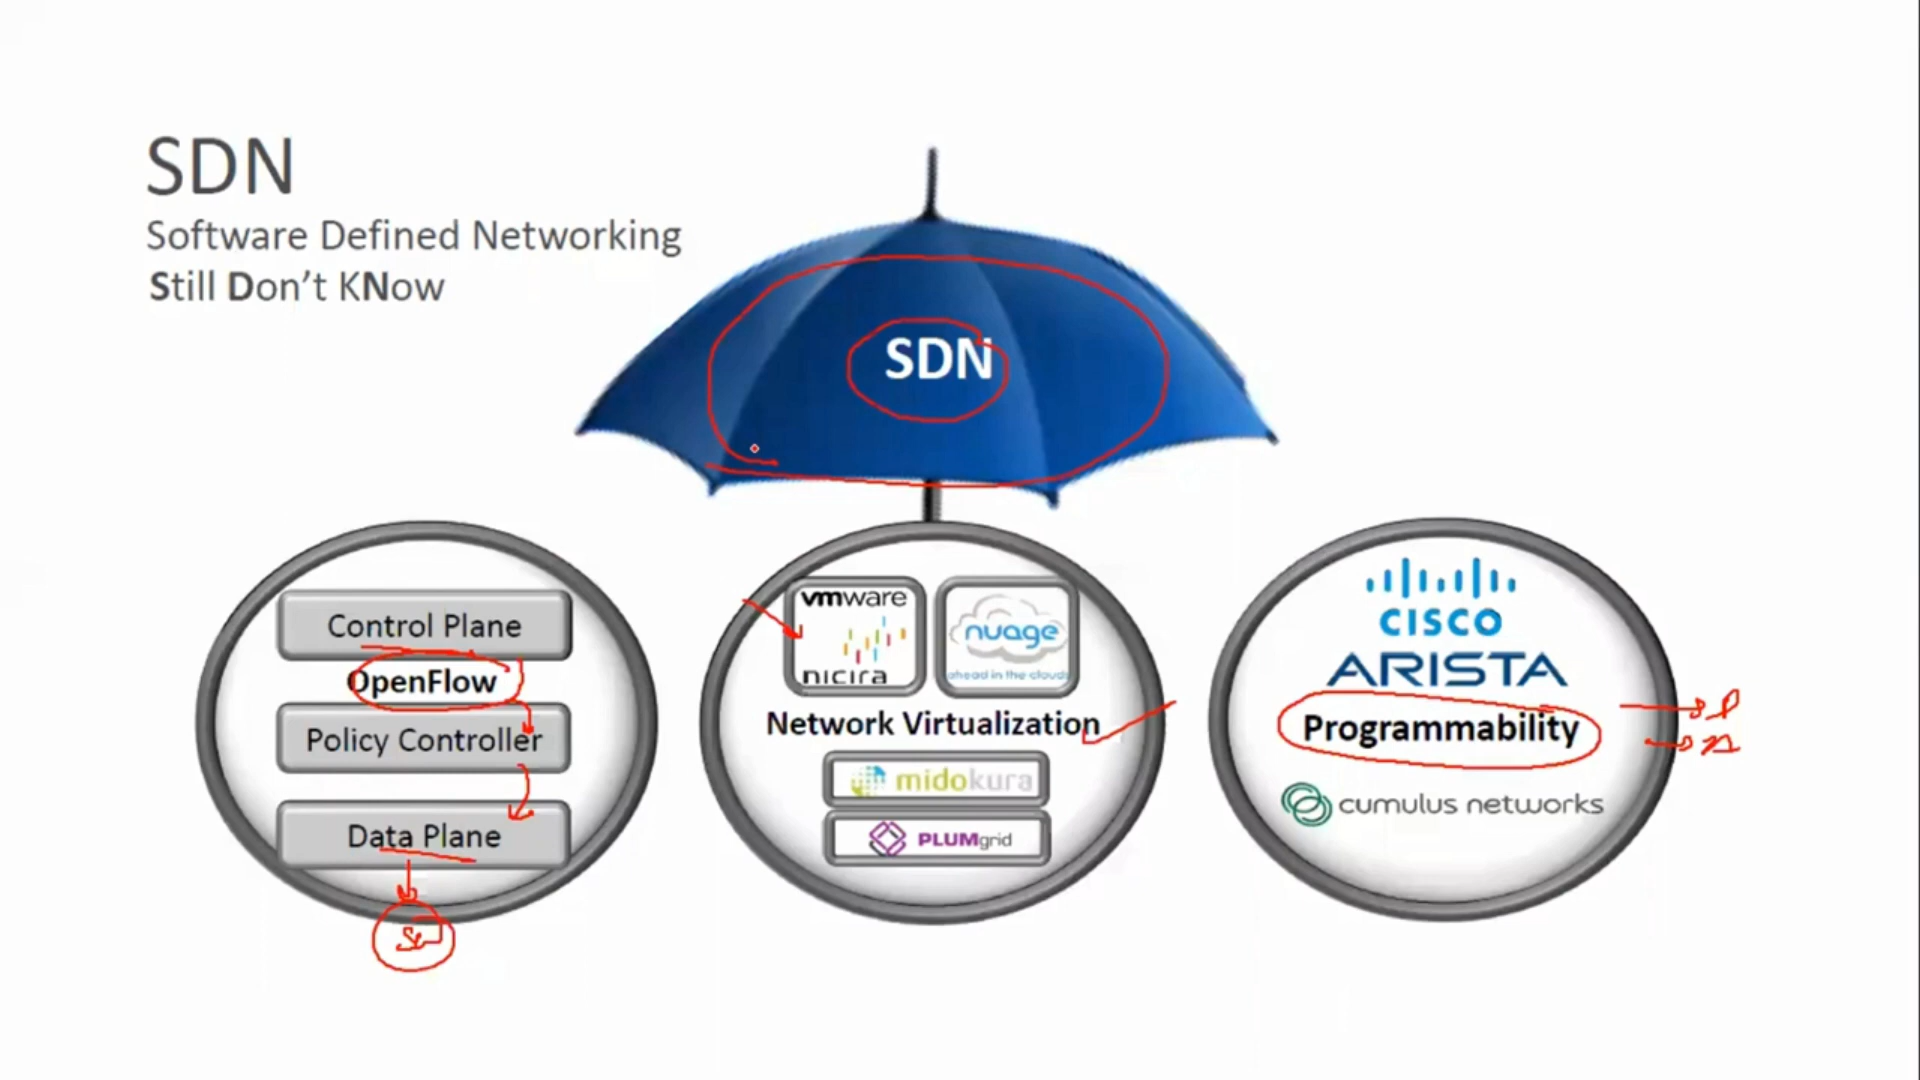 SDN
Software Defined Networking
Still Don't KNow
SDN
Control Plane
OpenFlow
Policy Controller
Data Plane
vmware
nicira
nuage
ahead in the clouds
Network Virtualization
midokura
PLUMgrid
CISCO
ARISTA
Programmability
cumulus networks